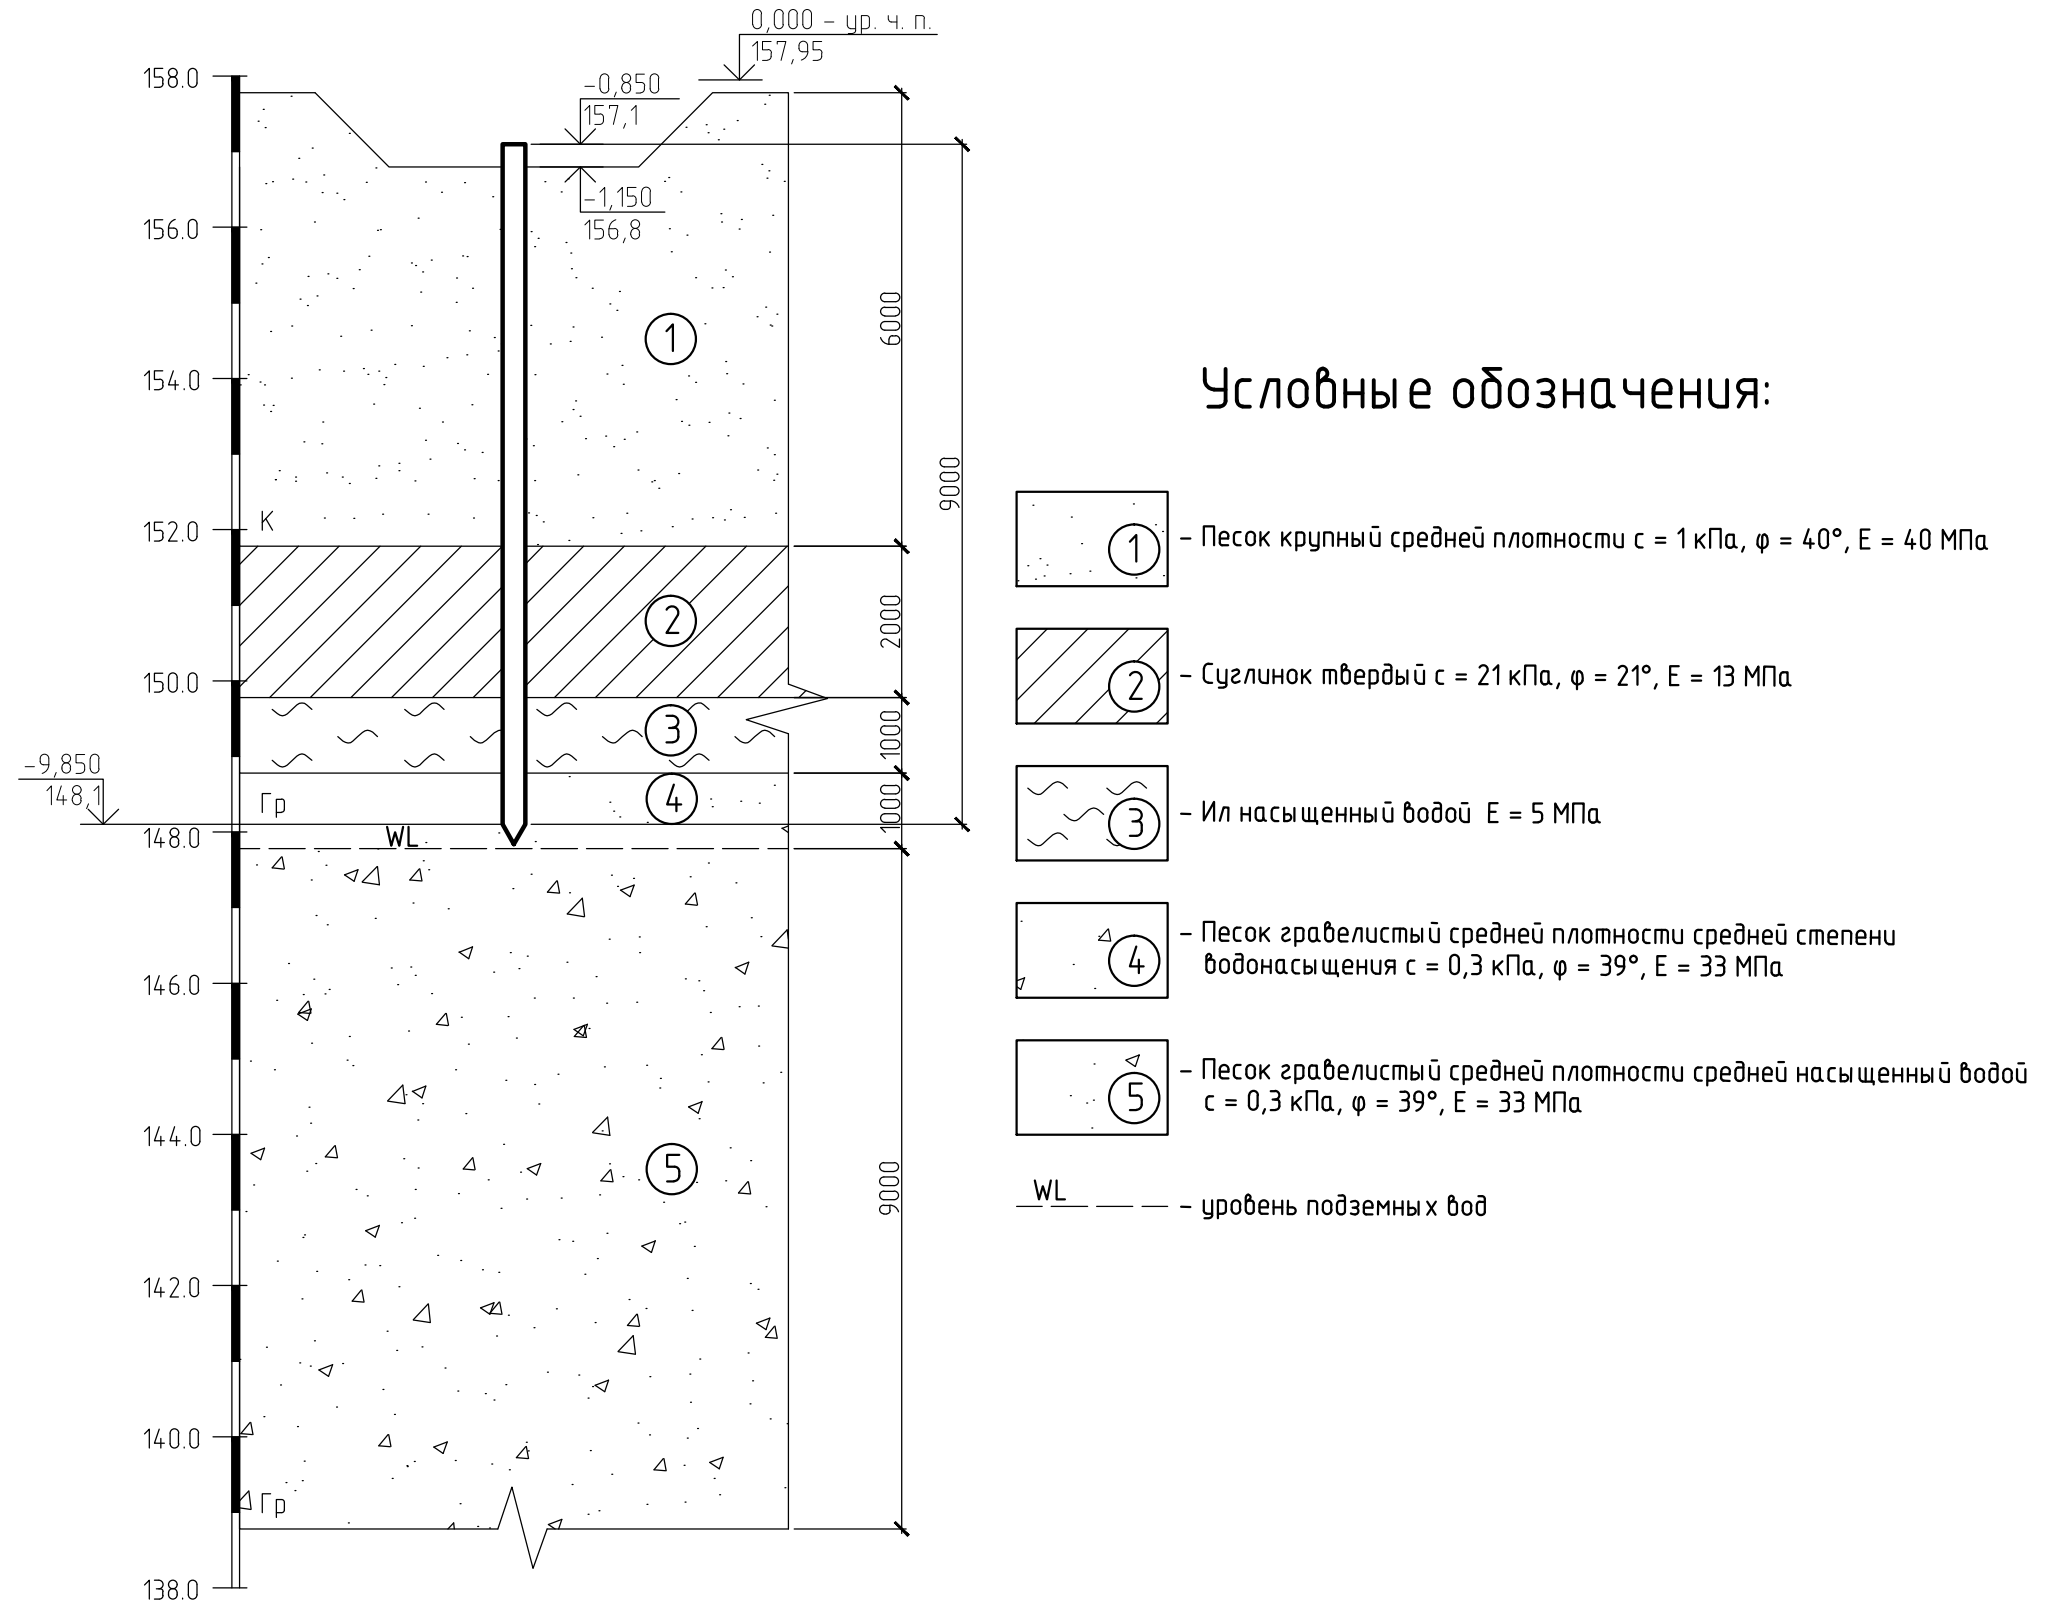 0,000 – ур. ч. п.
157,95
158.0
–0,850
157,1
–1,150
156,8
156.0
6000
1
154.0
9000
К
152.0
2
2000
150.0
3
1000
–9,850
148,1
Гр
4
1000
148.0
WL
146.0
144.0
5
9000
142.0
140.0
Гр
138.0
Условные обозначения:
1
– Песок крупный средней плотности с = 1 кПа, φ = 40°, Е = 40 МПа
2
– Суглинок твердый с = 21 кПа, φ = 21°, Е = 13 МПа
3
– Ил насыщенный водой Е = 5 МПа
4
– Песок гравелистый средней плотности средней степени
водонасыщения с = 0,3 кПа, φ = 39°, Е = 33 МПа
5
– Песок гравелистый средней плотности средней насыщенный водой
с = 0,3 кПа, φ = 39°, Е = 33 МПа
WL
– уровень подземных вод